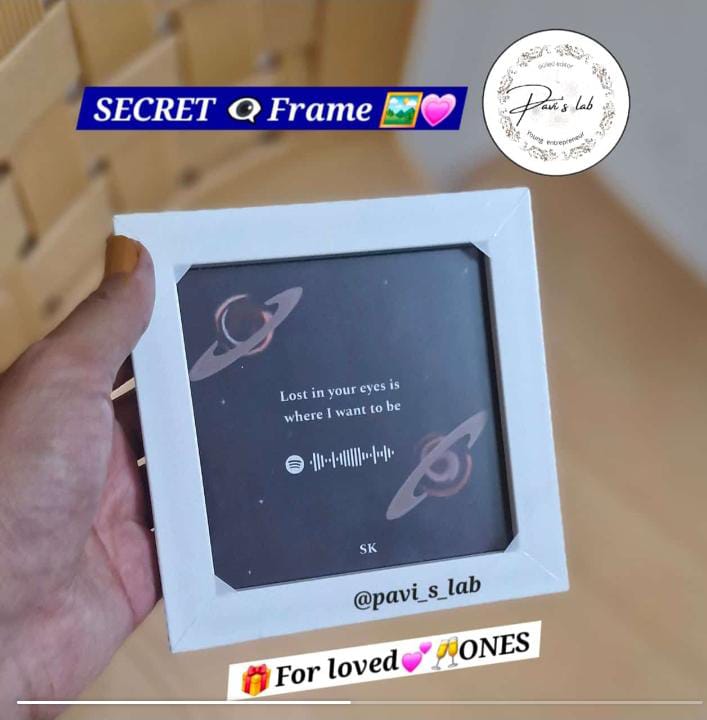 SECRET 👁️‍🗨️ Frame 🖼️💗
Pavi's lab
young entrepreneur
Lost in your eyes is
where I want to be
SK
@pavi_s_lab
🎁For loved💕🥂ONES